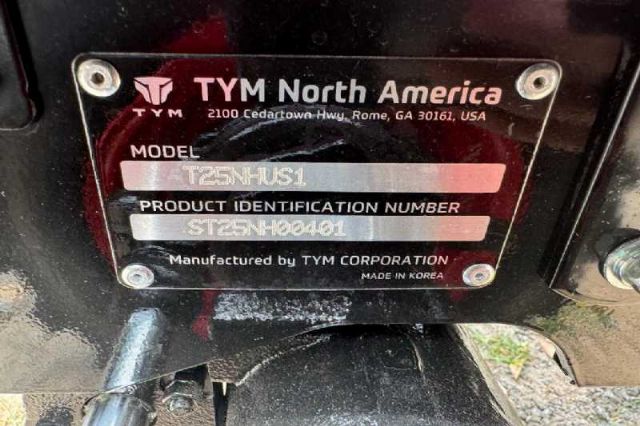 TYM
TYM North America
2100 Cedartown Hwy, Rome, GA 30161, USA
MODEL
T25NHUS1
PRODUCT IDENTIFICATION NUMBER
ST25NH00401
Manufactured by TYM CORPORATION
MADE IN KOREA